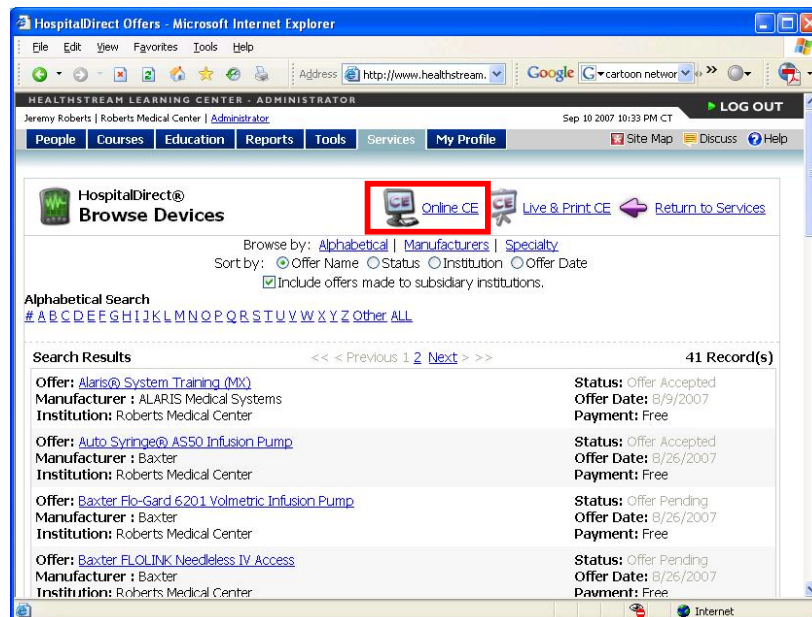 HospitalDirect Offers - Microsoft Internet Explorer
File Edit View Favorites Tools Help
Address http://www.healthstream. Google G cartoon networ »
HEALTHSTREAM LEARNING CENTER - ADMINISTRATOR
LOG OUT
Jeremy Roberts | Roberts Medical Center | Administrator Sep 10 2007 10:33 PM CT
People Courses Education Reports Tools Services My Profile Site Map Discuss Help
HospitalDirect®
Browse Devices
CE Online CE CE Live & Print CE Return to Services
Browse by: Alphabetical | Manufacturers | Specialty
Sort by: Offer Name Status Institution Offer Date
Include offers made to subsidiary institutions.
Alphabetical Search
# A B C D E F G H I J K L M N O P Q R S T U V W X Y Z Other ALL
Search Results << < Previous 1 2 Next > >> 41 Record(s)
Offer: Alaris® System Training (MX) Status: Offer Accepted
Manufacturer : ALARIS Medical Systems Offer Date: 8/9/2007
Institution: Roberts Medical Center Payment: Free
Offer: Auto Syringe® AS50 Infusion Pump Status: Offer Accepted
Manufacturer : Baxter Offer Date: 8/26/2007
Institution: Roberts Medical Center Payment: Free
Offer: Baxter Flo-Gard 6201 Volmetric Infusion Pump Status: Offer Pending
Manufacturer : Baxter Offer Date: 8/26/2007
Institution: Roberts Medical Center Payment: Free
Offer: Baxter FLOLINK Needleless IV Access Status: Offer Pending
Manufacturer : Baxter Offer Date: 8/26/2007
Institution: Roberts Medical Center Payment: Free
Internet